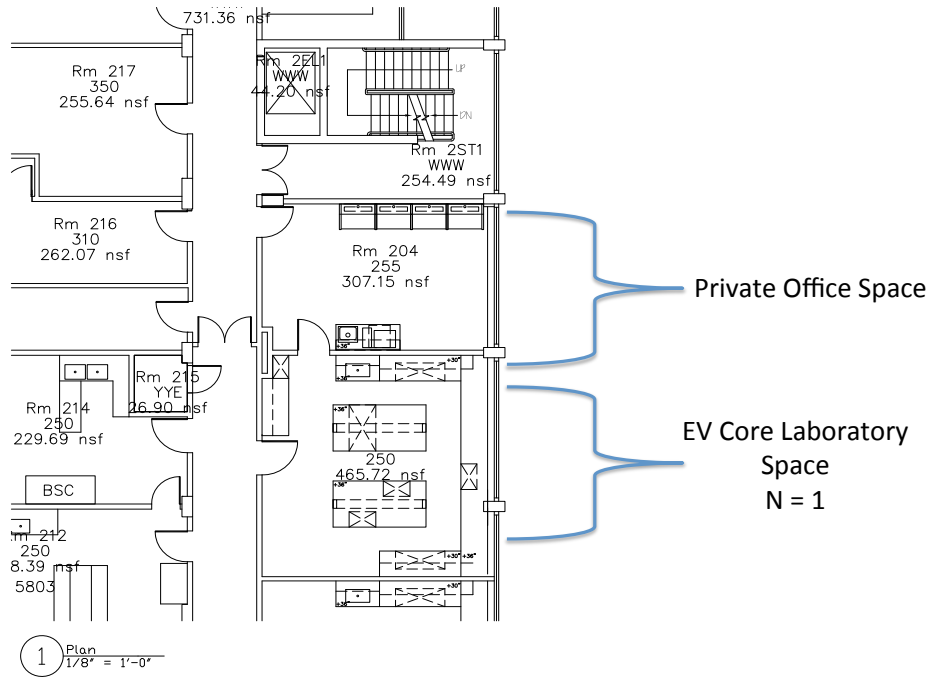 731.36 nsf
Rm 217
350
255.64 nsf
Rm 2EL1
WWW
44.20 nsf
UP
DN
Rm 2ST1
WWW
254.49 nsf
Rm 216
310
262.07 nsf
Rm 204
255
307.15 nsf
Private Office Space
+36"
+30"
+36"
Rm 215
YYE
26.90 nsf
Rm 214
250
229.69 nsf
+36"
250
465.72 nsf
+36"
EV Core Laboratory
Space
N = 1
BSC
212
250
8.39 nsf
5803
+30" +36"
+30"
+36"
1
Plan
1/8" = 1'-0"